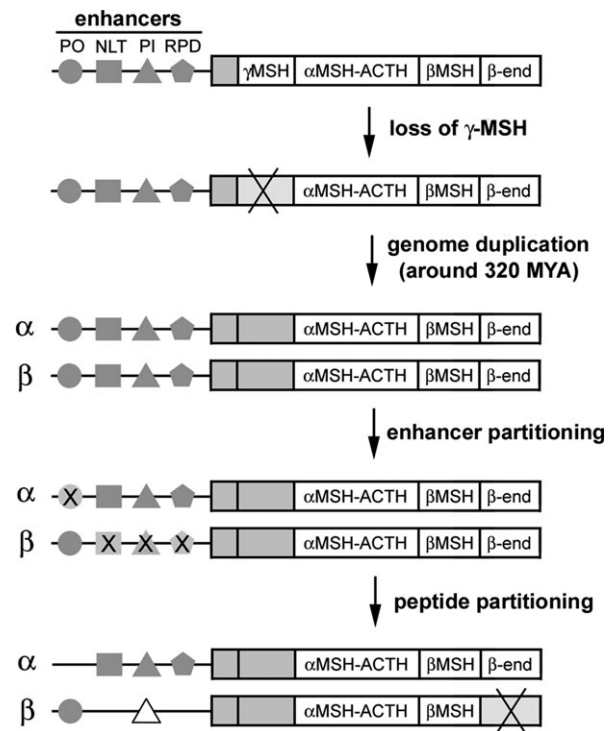 enhancers
PO NLT PI RPD
γMSH αMSH-ACTH βMSH β-end
loss of γ-MSH
αMSH-ACTH βMSH β-end
genome duplication
(around 320 MYA)
α αMSH-ACTH βMSH β-end
β αMSH-ACTH βMSH β-end
enhancer partitioning
α X αMSH-ACTH βMSH β-end
β X X X αMSH-ACTH βMSH β-end
peptide partitioning
α αMSH-ACTH βMSH β-end
β αMSH-ACTH βMSH